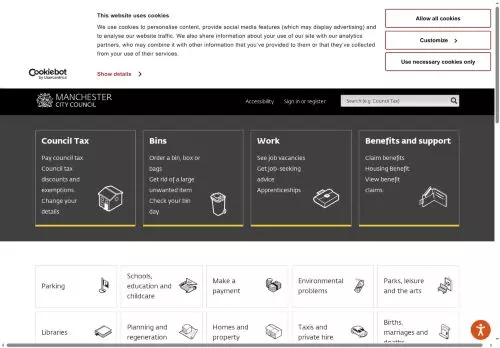 This website uses cookies
We use cookies to personalise content, provide social media features (which may display advertising) and
to analyse our website traffic. We also share information about your use of our site with our analytics
partners, who may combine it with other information that you've provided to them or that they've collected
from your use of their services.
Show details
Allow all cookies
Customize
Use necessary cookies only
Cookiebot
by Usercentrics
MANCHESTER
CITY COUNCIL
Accessibility
Sign in or register
Search (e.g. Council Tax)
Council Tax
Pay council tax
Council tax
discounts and
exemptions
Change your
details
Bins
Order a bin, box or
bags
Get rid of a large
unwanted item
Check your bin
day
Work
See job vacancies
Get job-seeking
advice
Apprenticeships
Benefits and support
Claim benefits
Housing Benefit
View benefit
claims
Parking
Schools,
education and
childcare
Make a
payment
Environmental
problems
Parks, leisure
and the arts
Libraries
Planning and
regeneration
Homes and
property
Taxis and
private hire
Births,
marriages and
deaths